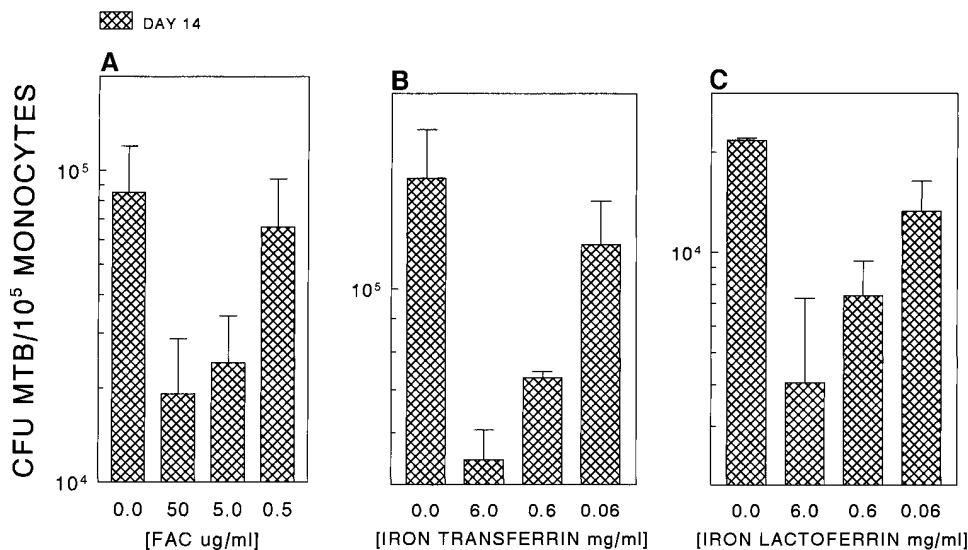 DAY 14
A
B
C
CFU MTB/10⁵ MONOCYTES
10⁵
10⁴
10⁵
10⁴
0.0 50 5.0 0.5
[FAC ug/ml]
0.0 6.0 0.6 0.06
[IRON TRANSFERRIN mg/ml]
0.0 6.0 0.6 0.06
[IRON LACTOFERRIN mg/ml]